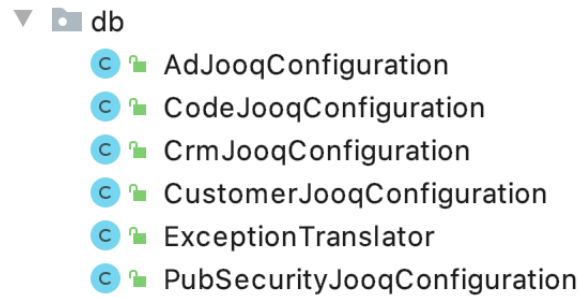 db
C AdJooqConfiguration
C CodeJooqConfiguration
C CrmJooqConfiguration
C CustomerJooqConfiguration
C ExceptionTranslator
C PubSecurityJooqConfiguration